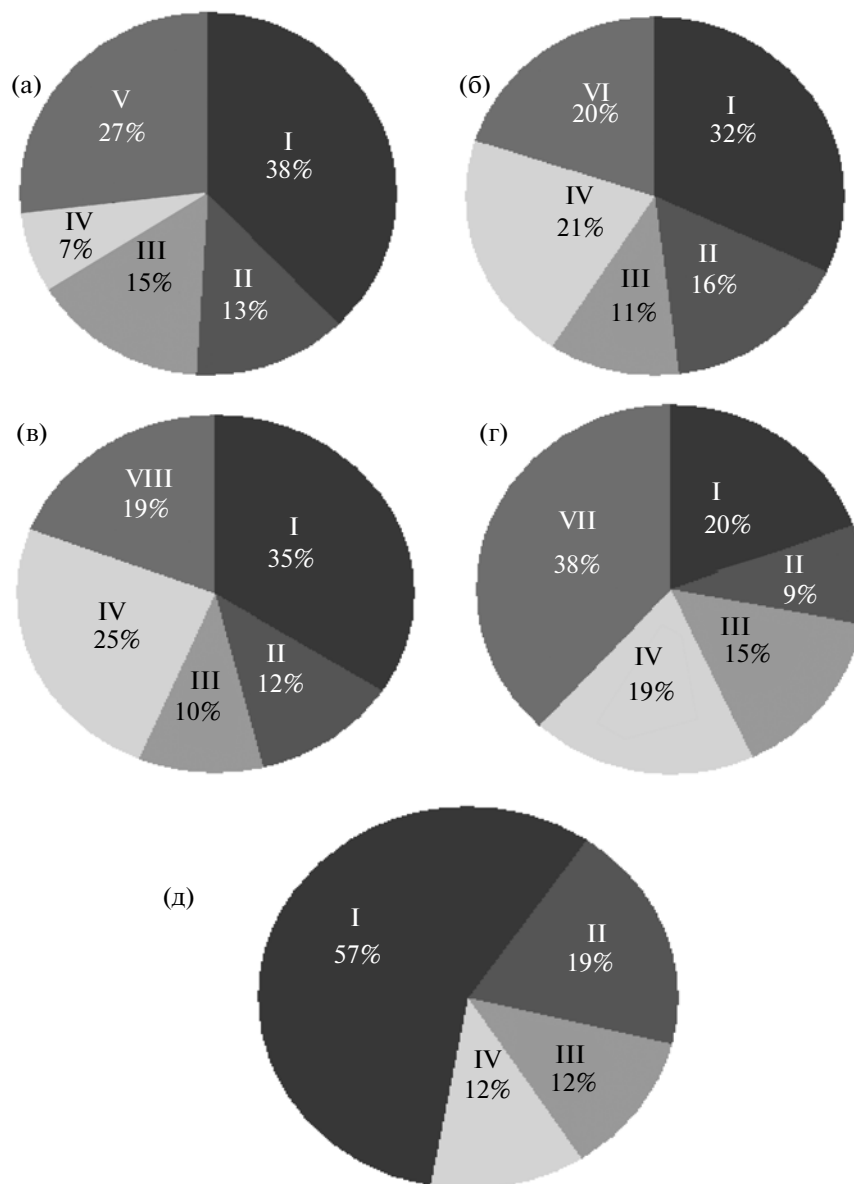 (а)
V
27%
I
38%
IV
7%
III
15%
II
13%
(б)
VI
20%
I
32%
IV
21%
II
16%
III
11%
(в)
VIII
19%
I
35%
IV
25%
II
12%
III
10%
(г)
VII
38%
I
20%
II
9%
III
15%
IV
19%
(д)
I
57%
II
19%
III
12%
IV
12%